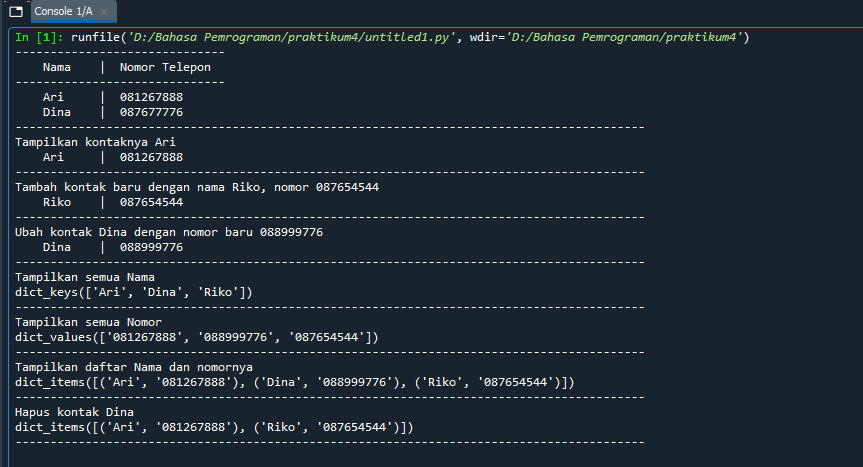 Console 1/A ×
In [1]: runfile('D:/Bahasa Pemrograman/praktikum4/untitled1.py', wdir='D:/Bahasa Pemrograman/praktikum4')
------------------------------
    Nama    |  Nomor Telepon
------------------------------
    Ari     |  081267888
    Dina    |  087677776
------------------------------------------------------------------------------------------
Tampilkan kontaknya Ari
    Ari     |  081267888
------------------------------------------------------------------------------------------
Tambah kontak baru dengan nama Riko, nomor 087654544
    Riko    |  087654544
------------------------------------------------------------------------------------------
Ubah kontak Dina dengan nomor baru 088999776
    Dina    |  088999776
------------------------------------------------------------------------------------------
Tampilkan semua Nama
dict_keys(['Ari', 'Dina', 'Riko'])
------------------------------------------------------------------------------------------
Tampilkan semua Nomor
dict_values(['081267888', '088999776', '087654544'])
------------------------------------------------------------------------------------------
Tampilkan daftar Nama dan nomornya
dict_items([('Ari', '081267888'), ('Dina', '088999776'), ('Riko', '087654544')])
------------------------------------------------------------------------------------------
Hapus kontak Dina
dict_items([('Ari', '081267888'), ('Riko', '087654544')])
------------------------------------------------------------------------------------------